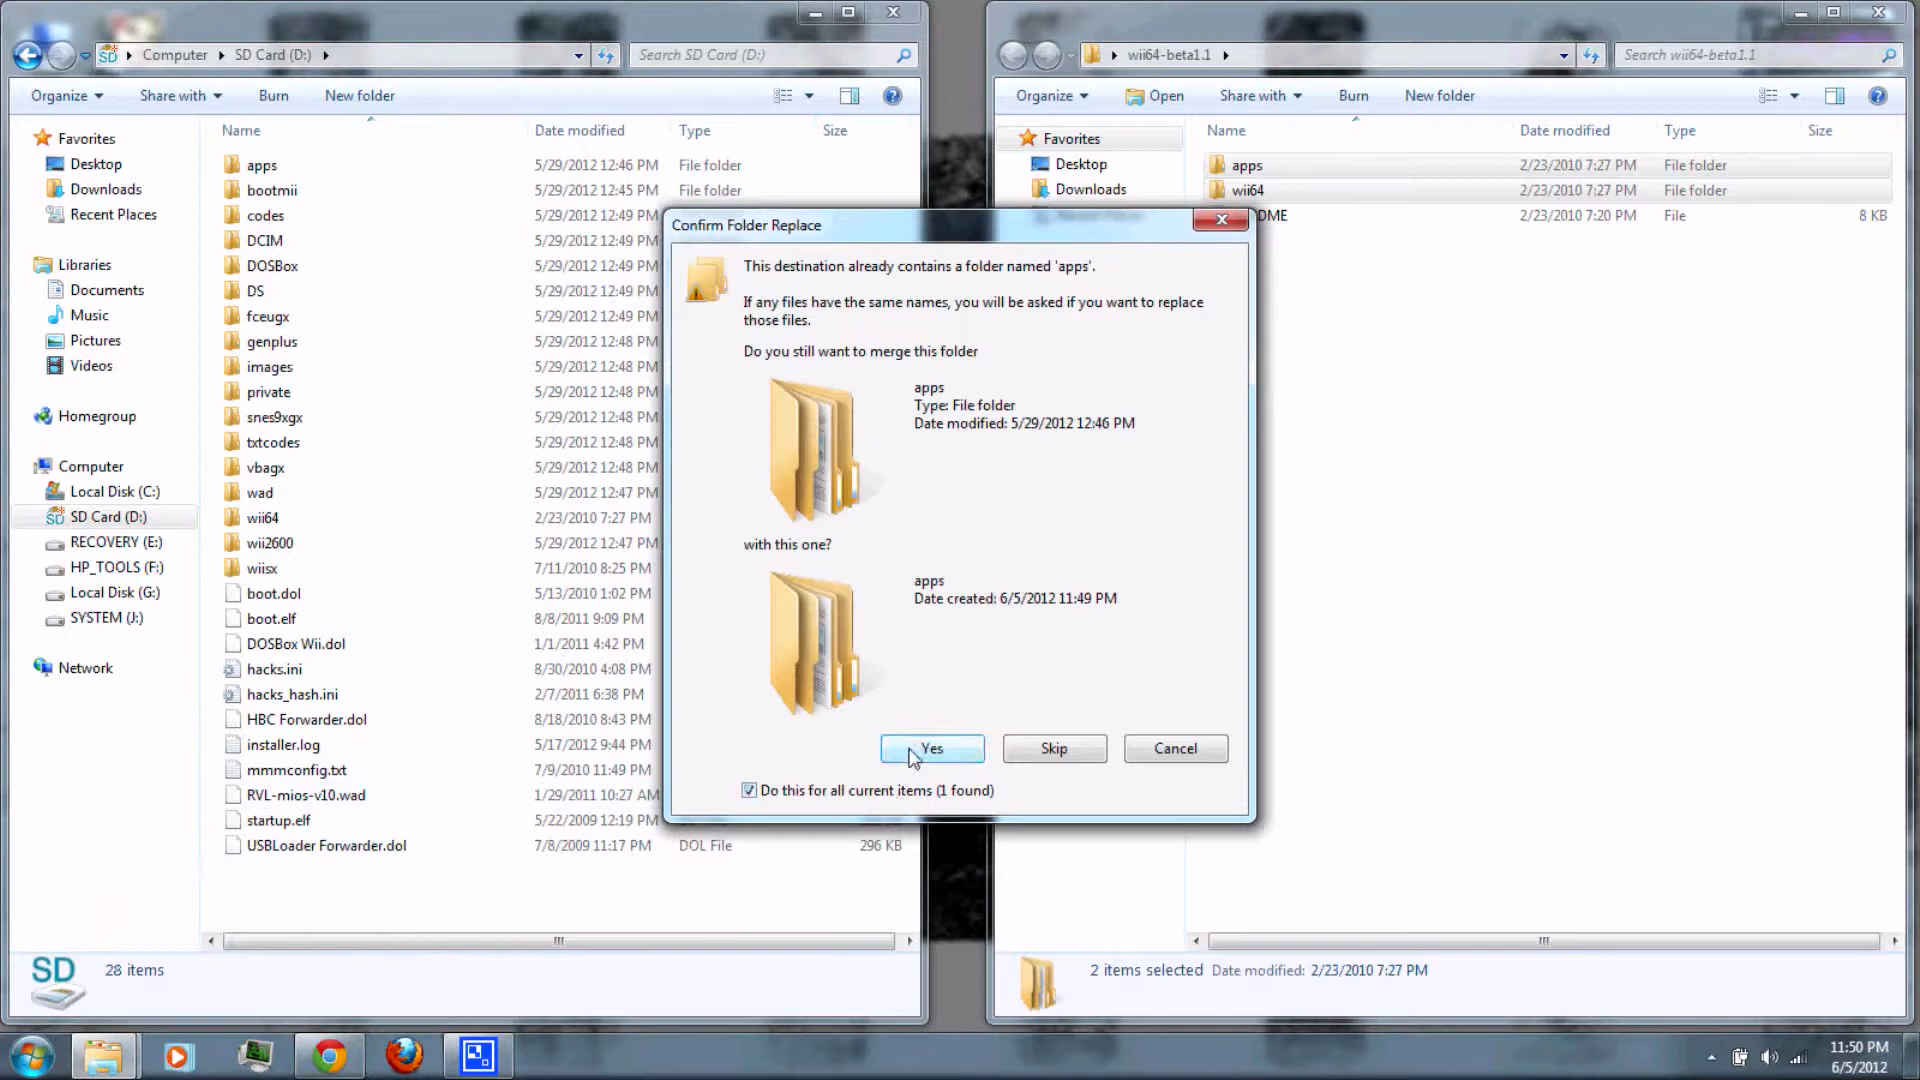 Computer SD Card (D:) Search SD Card (D:)
Organize Share with Burn New folder
Name Date modified Type Size
Favorites
Desktop
Downloads
Recent Places
Libraries
Documents
Music
Pictures
Videos
Homegroup
Computer
Local Disk (C:)
SD Card (D:)
RECOVERY (E:)
HP_TOOLS (F:)
Local Disk (G:)
SYSTEM (J:)
Network
apps 5/29/2012 12:46 PM File folder
bootmii 5/29/2012 12:45 PM File folder
codes 5/29/2012 12:49 PM
DCIM 5/29/2012 12:49 PM
DOSBox 5/29/2012 12:49 PM
DS 5/29/2012 12:49 PM
fceugx 5/29/2012 12:49 PM
genplus 5/29/2012 12:49 PM
images 5/29/2012 12:48 PM
private 5/29/2012 12:48 PM
snes9xgx 5/29/2012 12:48 PM
txtcodes 5/29/2012 12:48 PM
vbagx 5/29/2012 12:48 PM
wad 5/29/2012 12:47 PM
wii64 2/23/2010 7:27 PM
wii2600 5/29/2012 12:47 PM
wiisx 7/11/2010 8:25 PM
boot.dol 5/13/2010 1:02 PM
boot.elf 8/8/2011 9:09 PM
DOSBox Wii.dol 1/1/2011 4:42 PM
hacks.ini 8/30/2010 4:08 PM
hacks_hash.ini 2/7/2011 6:38 PM
HBC Forwarder.dol 8/18/2010 8:43 PM
installer.log 5/17/2012 9:44 PM
mmmconfig.txt 7/9/2010 11:49 PM
RVL-mios-v10.wad 1/29/2011 10:27 AM
startup.elf 5/22/2009 12:19 PM
USBLoader Forwarder.dol 7/8/2009 11:17 PM DOL File 296 KB
SD 28 items
Confirm Folder Replace
This destination already contains a folder named 'apps'.
If any files have the same names, you will be asked if you want to replace
those files.
Do you still want to merge this folder
apps
Type: File folder
Date modified: 5/29/2012 12:46 PM
with this one?
apps
Date created: 6/5/2012 11:49 PM
Yes Skip Cancel
Do this for all current items (1 found)
wii64-beta1.1 Search wii64-beta1.1
Organize Open Share with Burn New folder
Name Date modified Type Size
Favorites
Desktop
Downloads
apps 2/23/2010 7:27 PM File folder
wii64 2/23/2010 7:27 PM File folder
DME 2/23/2010 7:20 PM File 8 KB
2 items selected Date modified: 2/23/2010 7:27 PM
11:50 PM
6/5/2012